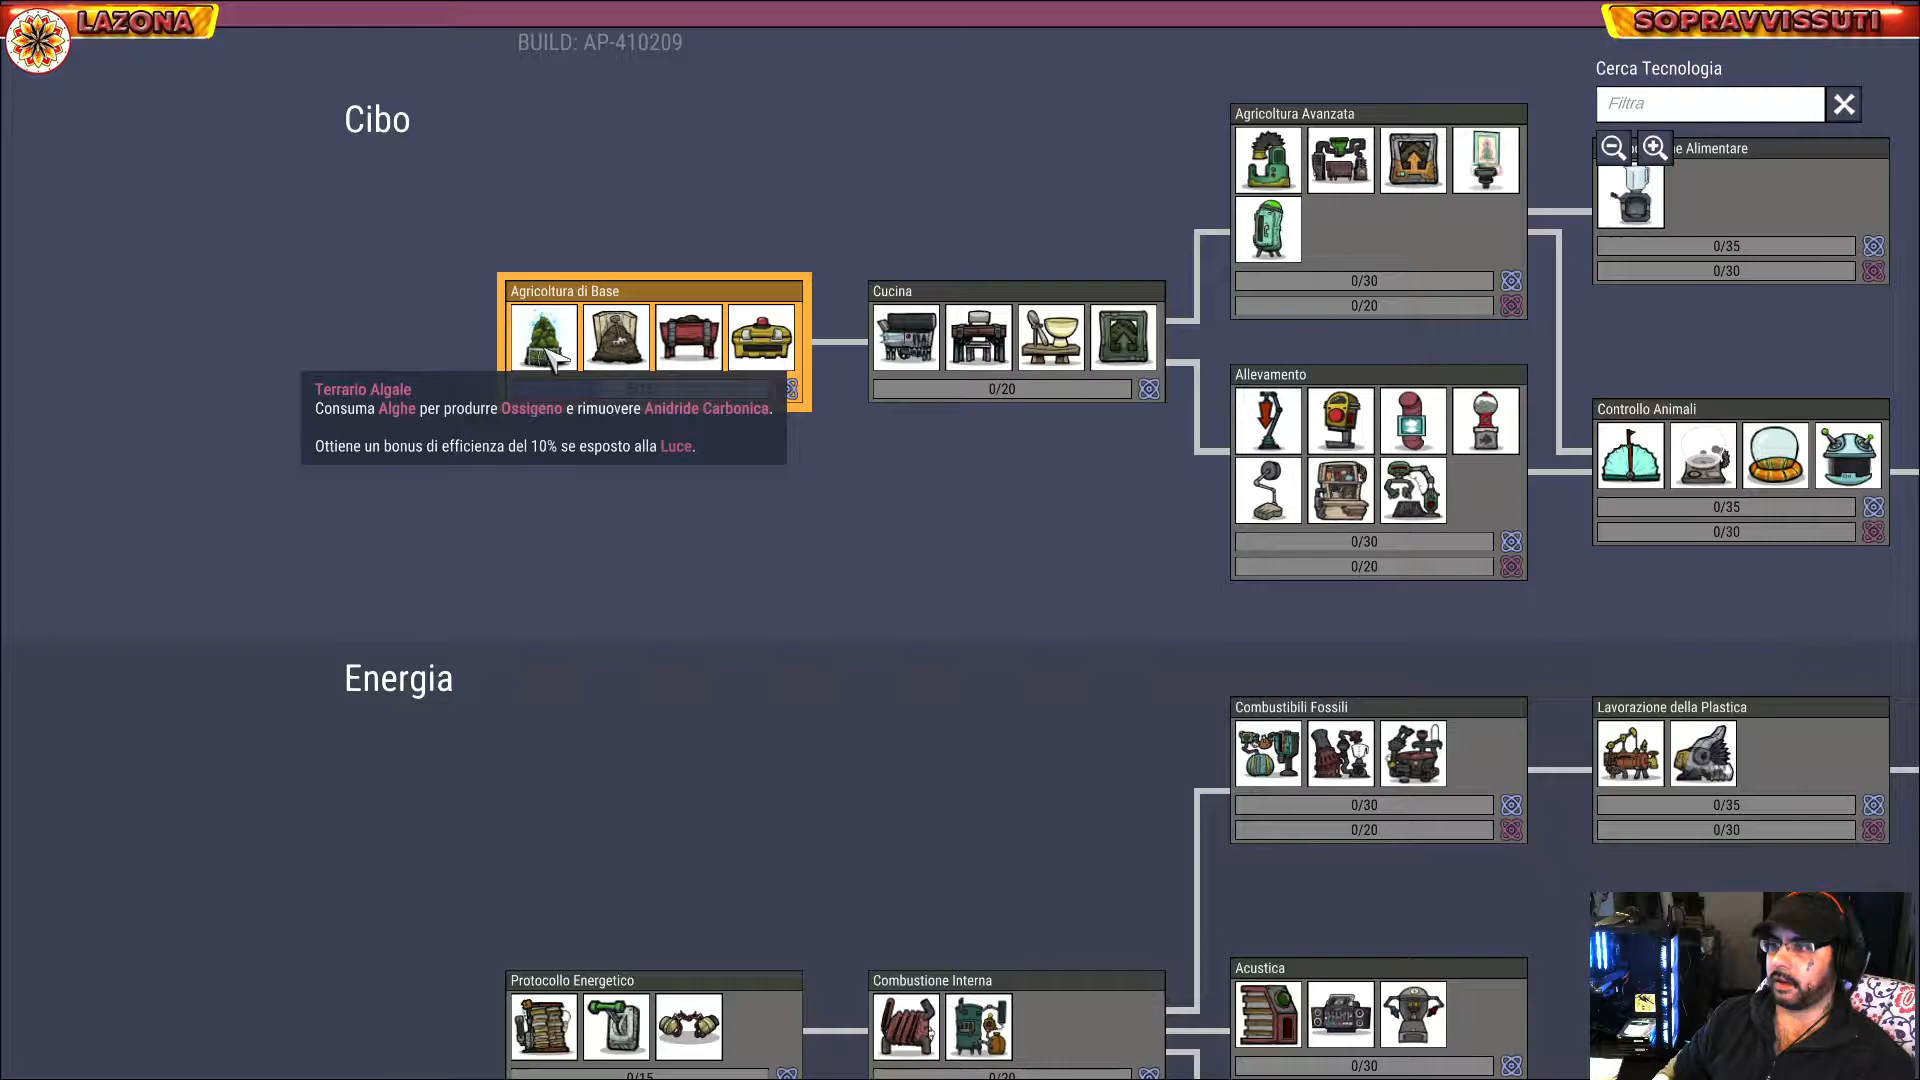 LAZONA
SOPRAVVISSUTI
BUILD: AP-410209
Cerca Tecnologia
Filtra
Cibo
Agricoltura Avanzata
0/30
0/20
e Alimentare
0/35
0/30
Agricoltura di Base
Cucina
0/20
Terrario Algale
Consuma Alghe per produrre Ossigeno e rimuovere Anidride Carbonica.
Ottiene un bonus di efficienza del 10% se esposto alla Luce.
Allevamento
0/30
0/20
Controllo Animali
0/35
0/30
Energia
Combustibili Fossili
0/30
0/20
Lavorazione della Plastica
0/35
0/30
Protocollo Energetico
0/15
Combustione Interna
0/20
Acustica
0/30